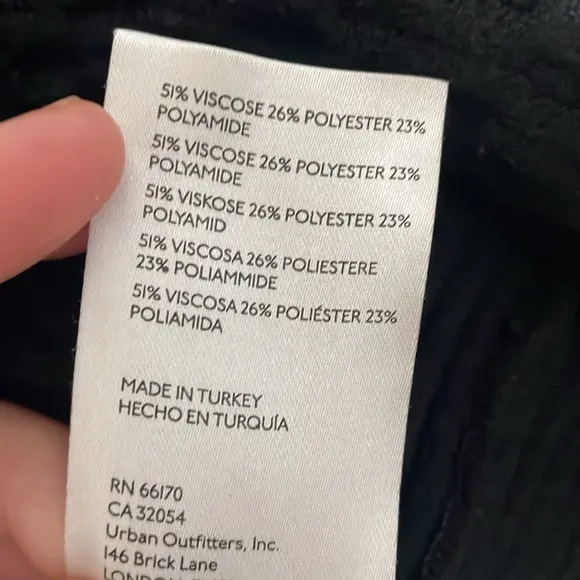 51% VISCOSE 26% POLYESTER 23%
POLYAMIDE
51% VISCOSE 26% POLYESTER 23%
POLYAMIDE
51% VISKOSE 26% POLYESTER 23%
POLYAMID
51% VISCOSA 26% POLIESTERE
23% POLIAMMIDE
51% VISCOSA 26% POLIÉSTER 23%
POLIAMIDA
MADE IN TURKEY
HECHO EN TURQUÍA
RN 66170
CA 32054
Urban Outfitters, Inc.
146 Brick Lane
LONDON